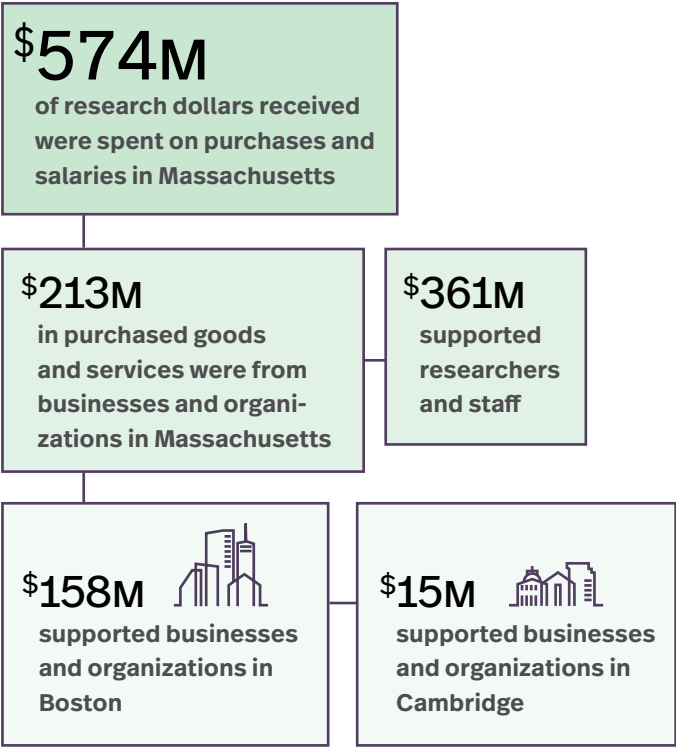 $574M
of research dollars received
were spent on purchases and
salaries in Massachusetts
$213M
in purchased goods
and services were from
businesses and organi-
zations in Massachusetts
$361M
supported
researchers
and staff
$158M
supported businesses
and organizations in
Boston
$15M
supported businesses
and organizations in
Cambridge